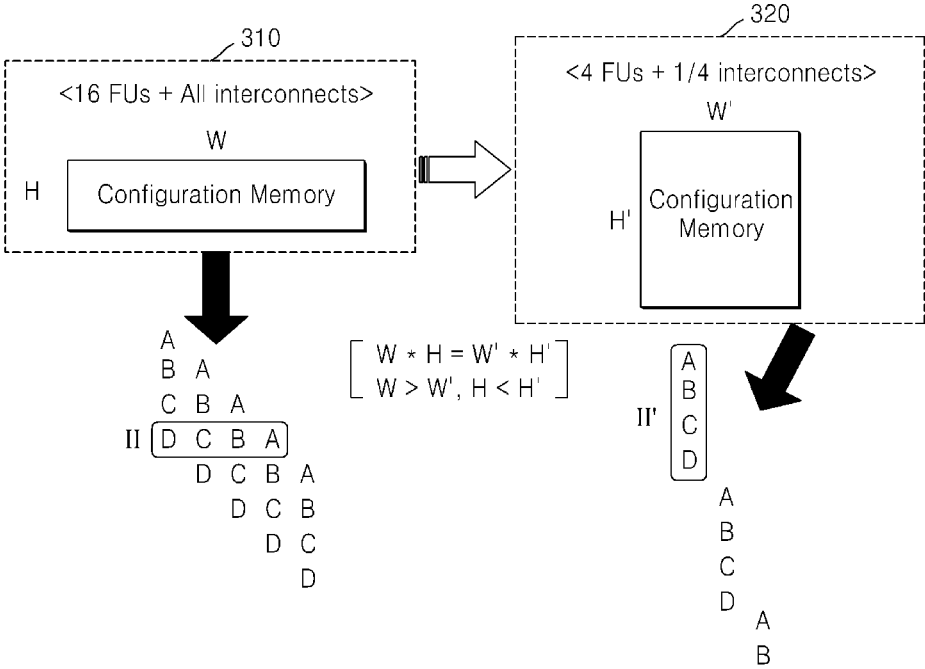 310
320
<16 FUs + All interconnects>
W
H
Configuration Memory
<4 FUs + 1/4 interconnects>
W'
H'
Configuration
Memory
A
B A
C B A
II D C B A
D C B A
D C B
D C
D
W * H = W' * H'
W > W', H < H'
A
B
II' C
D
A
B
C
D
A
B